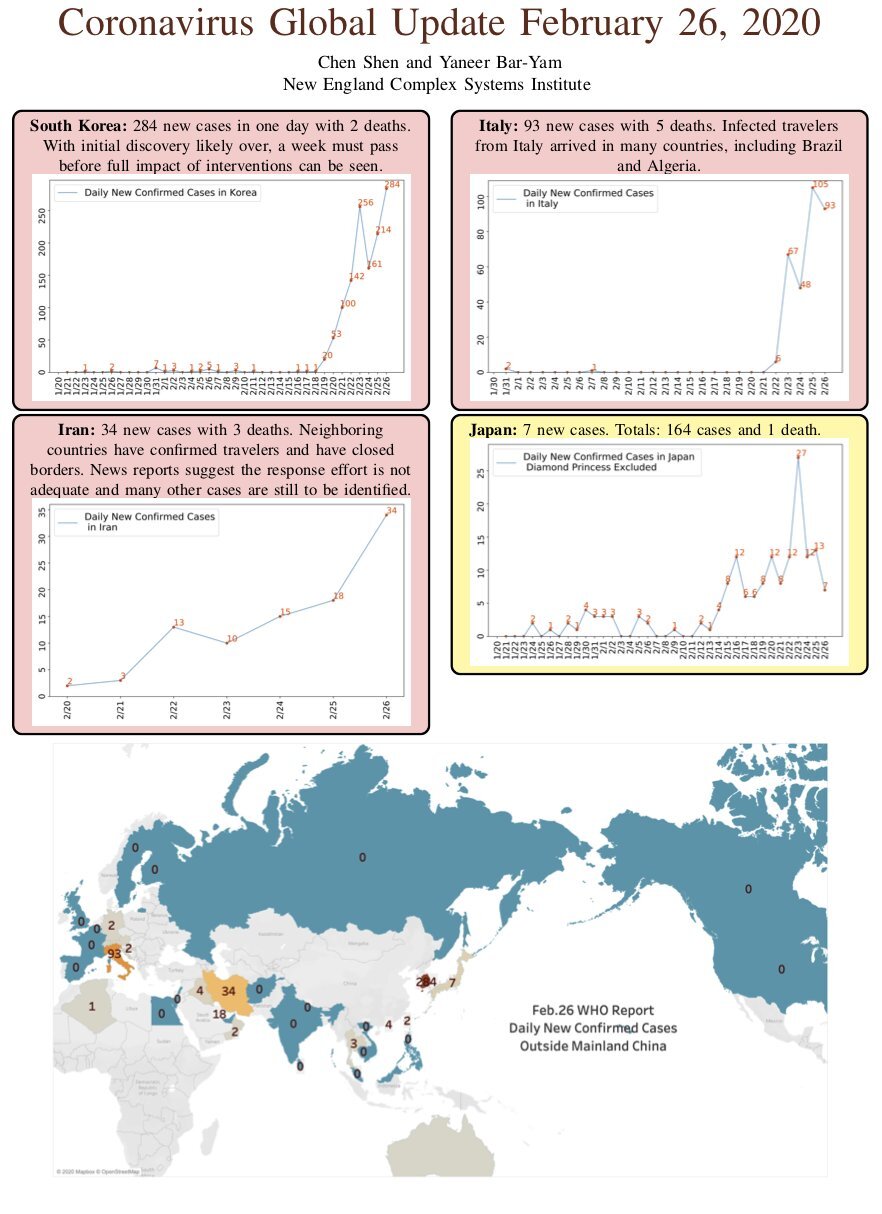 Coronavirus Global Update February 26, 2020
Chen Shen and Yaneer Bar-Yam
New England Complex Systems Institute
South Korea: 284 new cases in one day with 2 deaths.
With initial discovery likely over, a week must pass
before full impact of interventions can be seen.
Daily New Confirmed Cases in Korea
250
200
150
100
50
0
1 2 7 1 3 1 2 5 1 3 1 1 1 1 20 53 100 142 256 161 214 284
1/20 1/21 1/22 1/23 1/24 1/25 1/26 1/27 1/28 1/29 1/30 1/31 2/1 2/2 2/3 2/4 2/5 2/6 2/7 2/8 2/9 2/10 2/11 2/12 2/13 2/14 2/15 2/16 2/17 2/18 2/19 2/20 2/21 2/22 2/23 2/24 2/25 2/26
Italy: 93 new cases with 5 deaths. Infected travelers
from Italy arrived in many countries, including Brazil
and Algeria.
Daily New Confirmed Cases
in Italy
100
80
60
40
20
0
2 1 6 67 48 105 93
1/30 1/31 2/1 2/2 2/3 2/4 2/5 2/6 2/7 2/8 2/9 2/10 2/11 2/12 2/13 2/14 2/15 2/16 2/17 2/18 2/19 2/20 2/21 2/22 2/23 2/24 2/25 2/26
Iran: 34 new cases with 3 deaths. Neighboring
countries have confirmed travelers and have closed
borders. News reports suggest the response effort is not
adequate and many other cases are still to be identified.
Daily New Confirmed Cases
in Iran
35
30
25
20
15
10
5
0
2 3 13 10 15 18 34
2/20 2/21 2/22 2/23 2/24 2/25 2/26
Japan: 7 new cases. Totals: 164 cases and 1 death.
Daily New Confirmed Cases in Japan
Diamond Princess Excluded
25
20
15
10
5
0
2 1 2 1 4 3 3 3 3 2 1 2 1 4 8 12 6 6 8 12 8 12 27 12 13 7
1/20 1/21 1/22 1/23 1/24 1/25 1/26 1/27 1/28 1/29 1/30 1/31 2/1 2/2 2/3 2/4 2/5 2/6 2/7 2/8 2/9 2/10 2/11 2/12 2/13 2/14 2/15 2/16 2/17 2/18 2/19 2/20 2/21 2/22 2/23 2/24 2/25 2/26
0 0 0 0
Norway
0 0 2
Poland
Ukraine
Kazakhstan
Mongolia
0 93 2 0
Turkey
China
284 7
0
1 4 34 0
Libya
0 0 18
Saudi Arabia
0 0 0 4 2
Mexico
Sudan
Yemen
2 3 0 0
0 0
Indonesia
Democratic Republic of Congo
South Africa
Feb.26 WHO Report
Daily New Confirmed Cases
Outside Mainland China
© 2020 Mapbox © OpenStreetMap